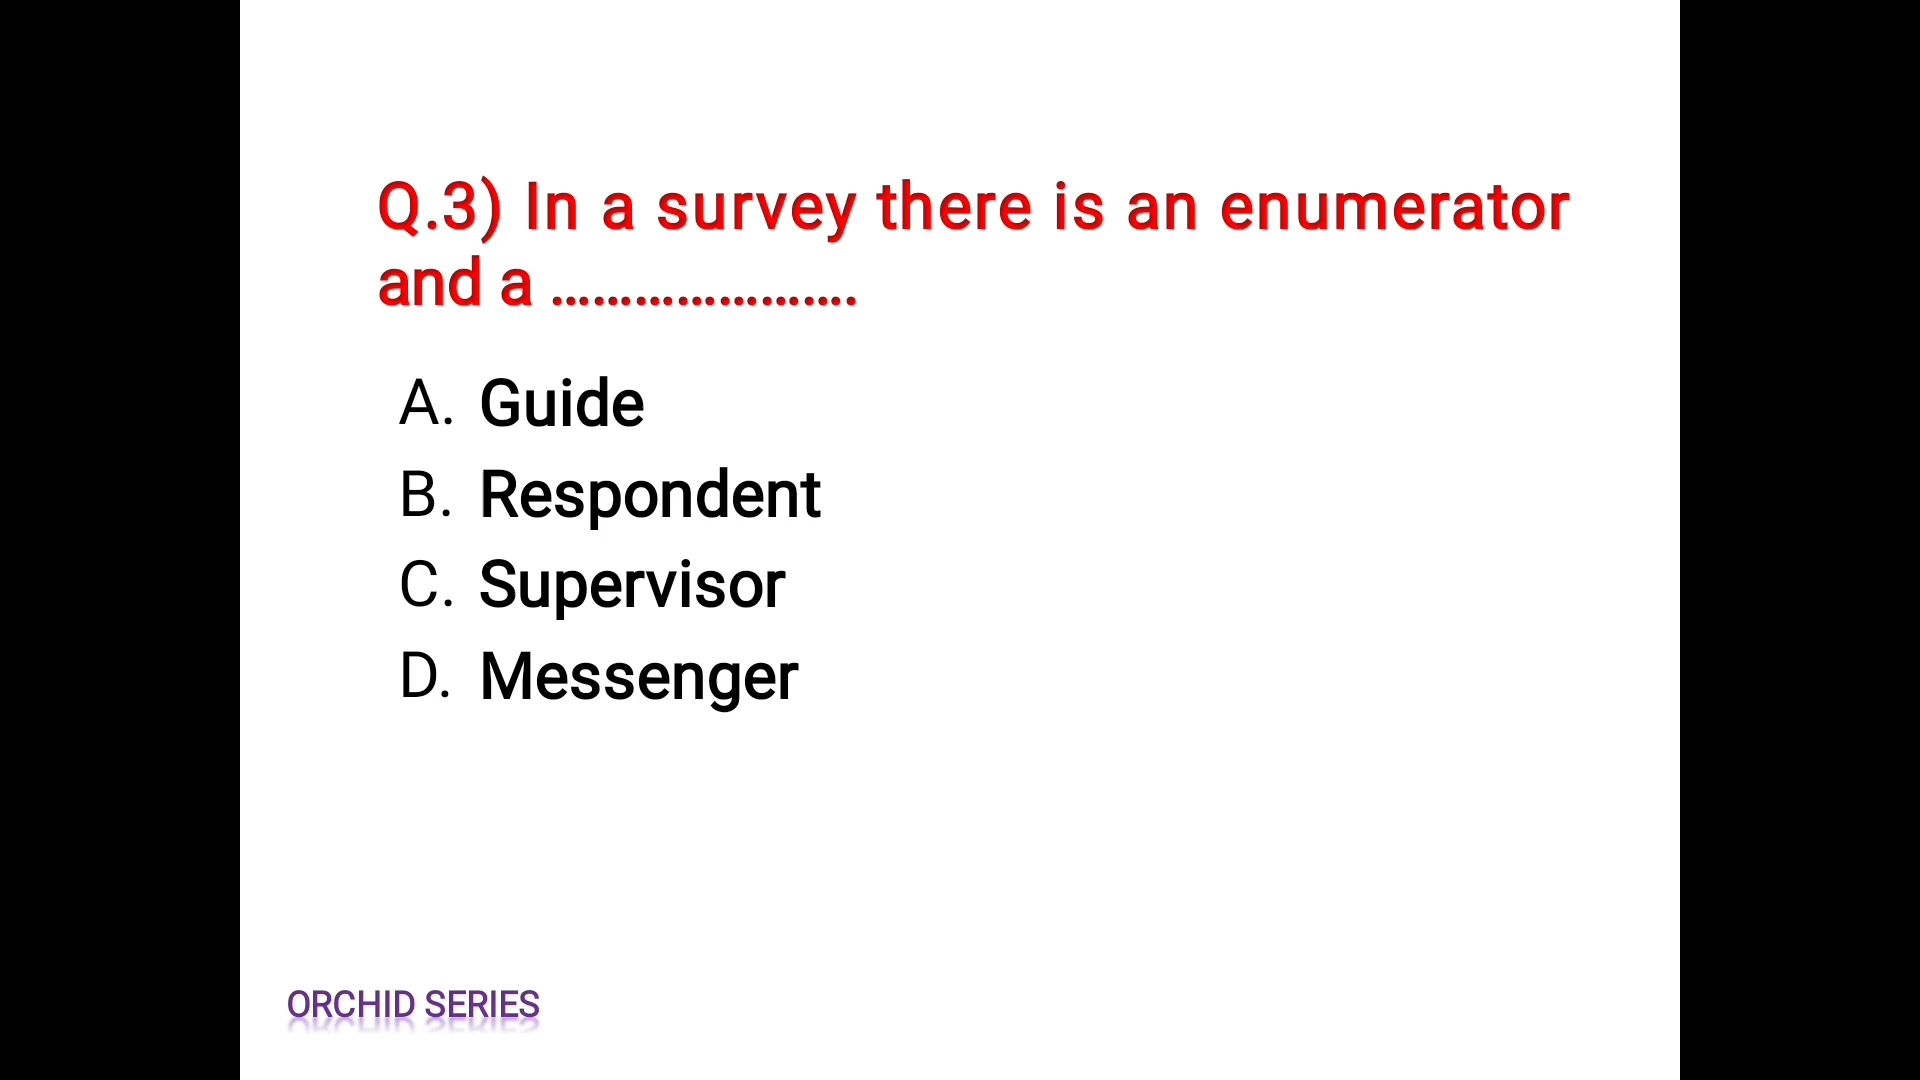 Q.3) In a survey there is an enumerator
and a ………………….
A. Guide
B. Respondent
C. Supervisor
D. Messenger
ORCHID SERIES